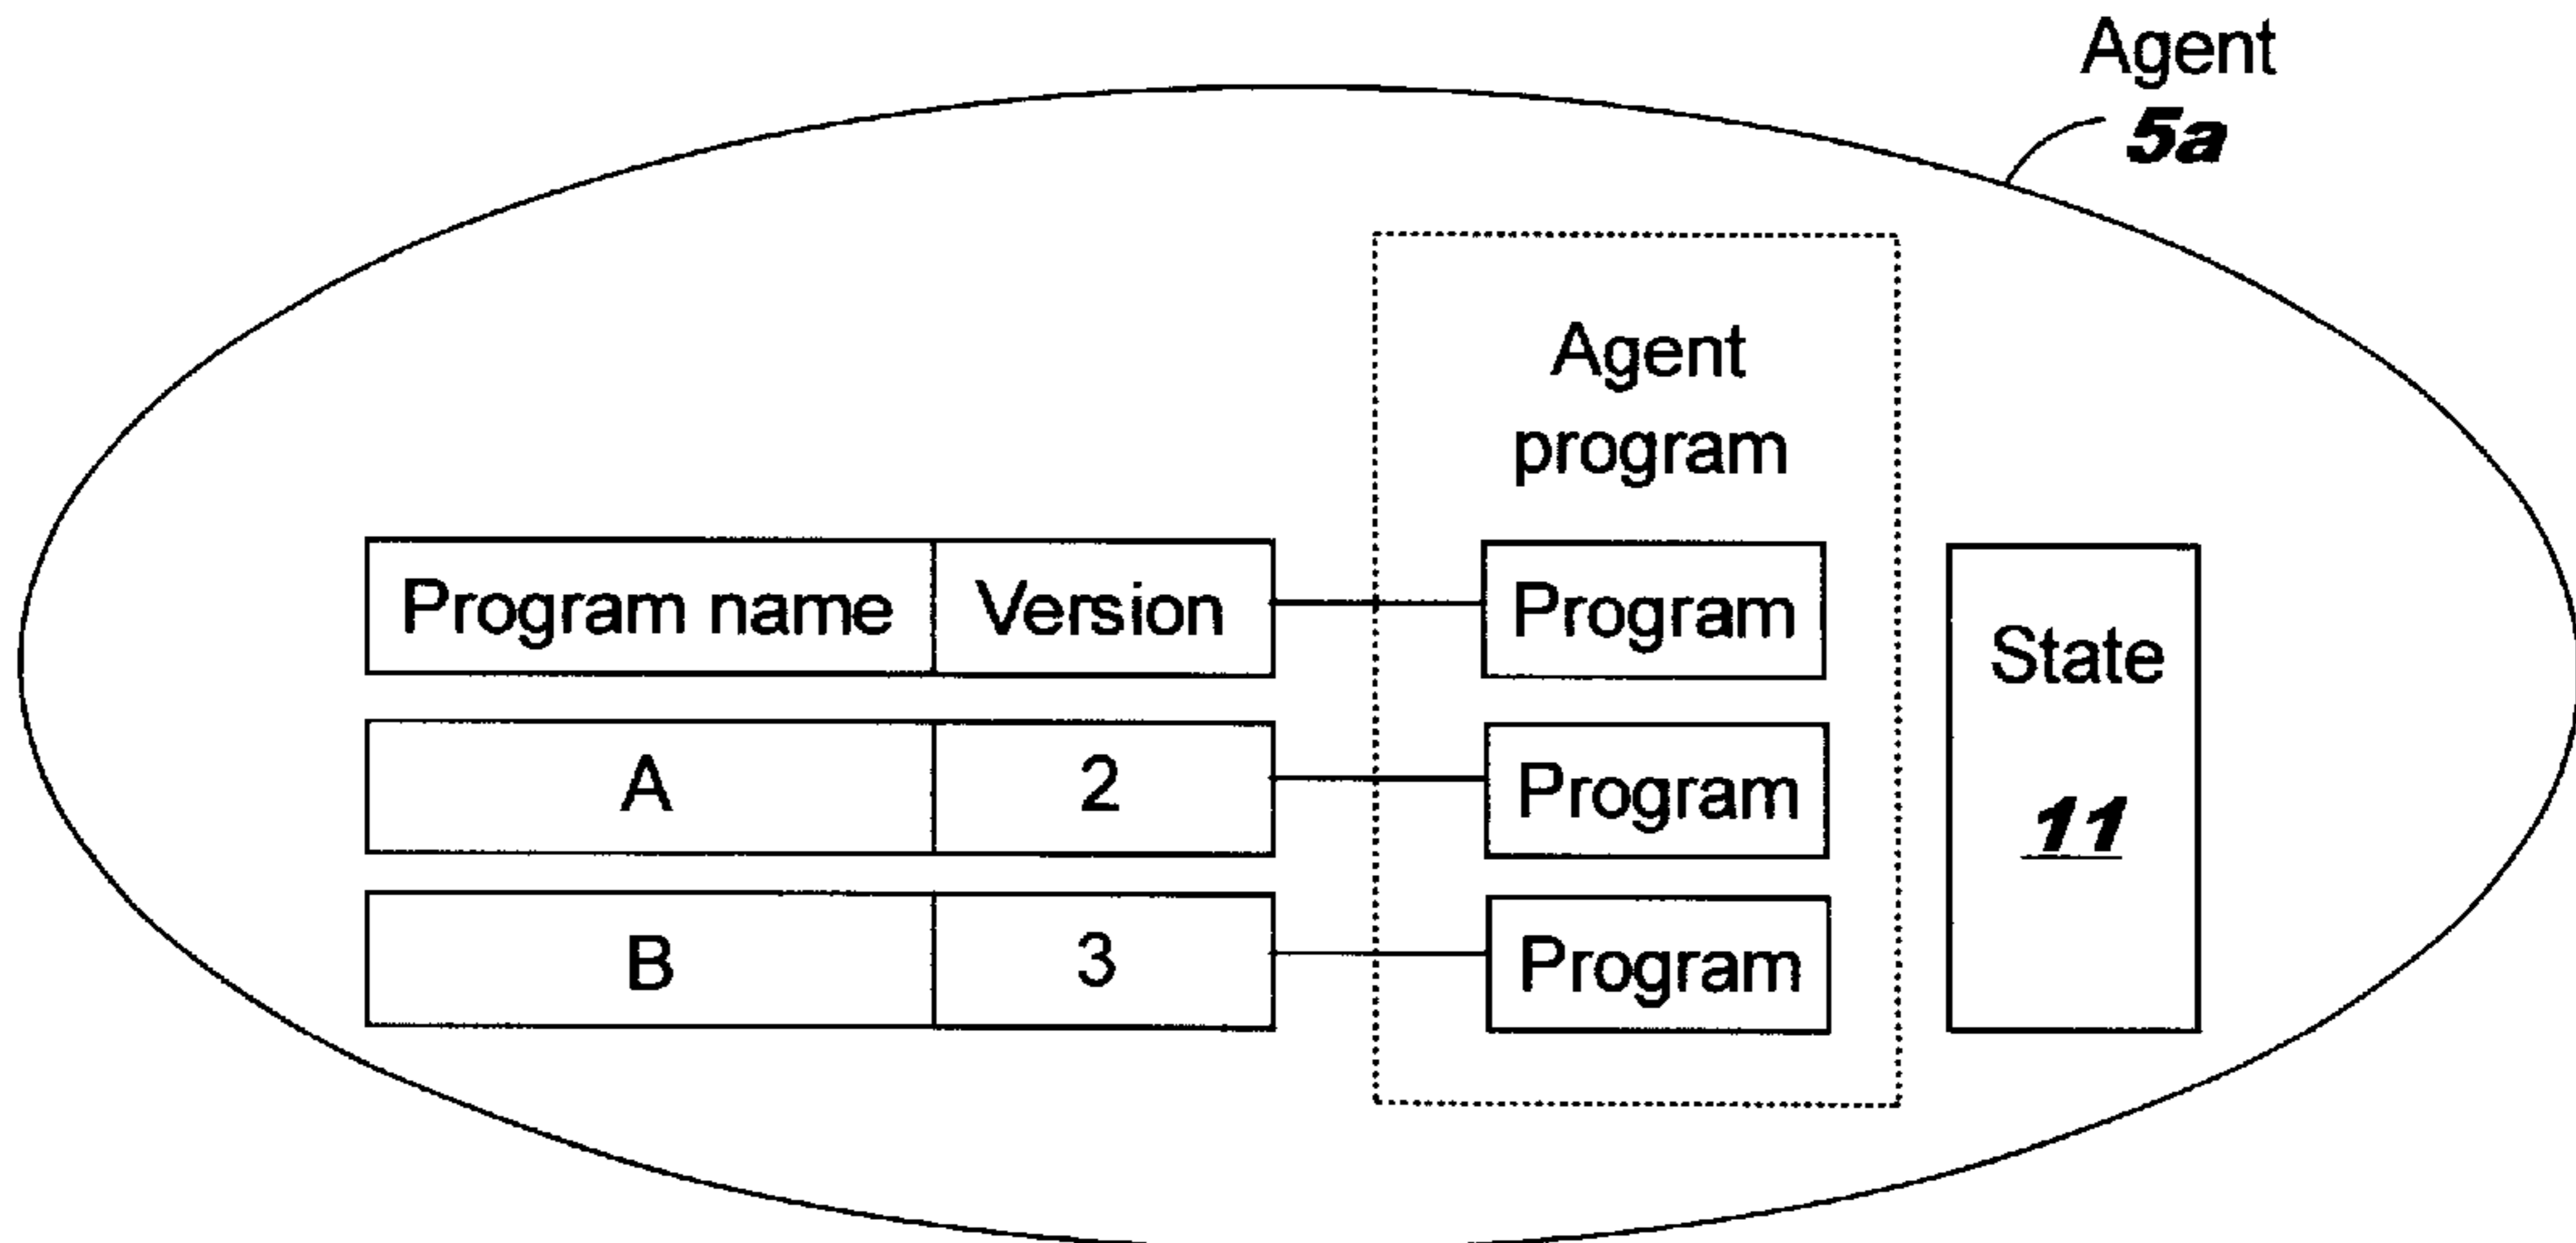 Agent
5a
Agent
program
Program name Version Program
State
A 2 Program
11
B 3 Program